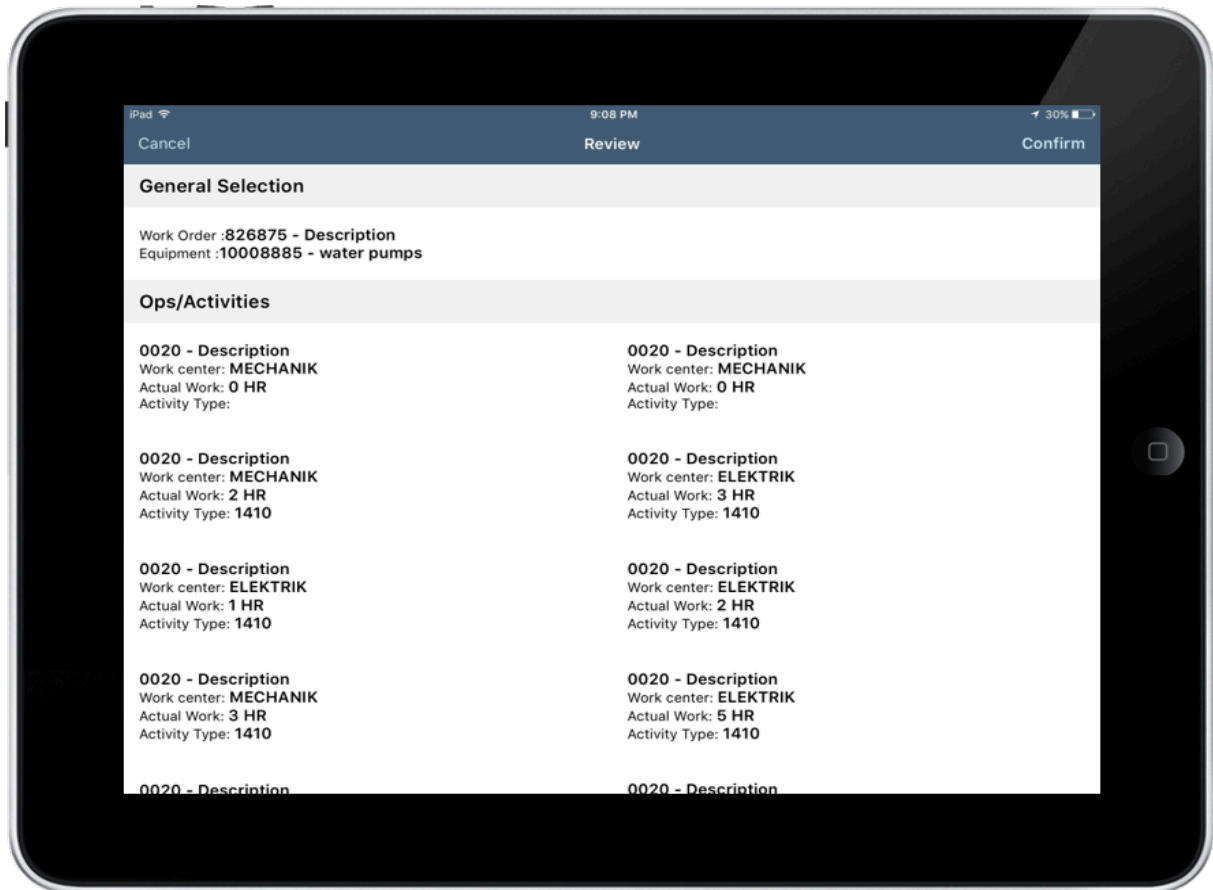 iPad
9:08 PM
30%
Cancel
Review
Confirm
General Selection
Work Order :826875 - Description
Equipment :10008885 - water pumps
Ops/Activities
0020 - Description
Work center: MECHANIK
Actual Work: 0 HR
Activity Type:
0020 - Description
Work center: MECHANIK
Actual Work: 0 HR
Activity Type:
0020 - Description
Work center: MECHANIK
Actual Work: 2 HR
Activity Type: 1410
0020 - Description
Work center: ELEKTRIK
Actual Work: 3 HR
Activity Type: 1410
0020 - Description
Work center: ELEKTRIK
Actual Work: 1 HR
Activity Type: 1410
0020 - Description
Work center: ELEKTRIK
Actual Work: 2 HR
Activity Type: 1410
0020 - Description
Work center: MECHANIK
Actual Work: 3 HR
Activity Type: 1410
0020 - Description
Work center: ELEKTRIK
Actual Work: 5 HR
Activity Type: 1410
0020 - Description
0020 - Description